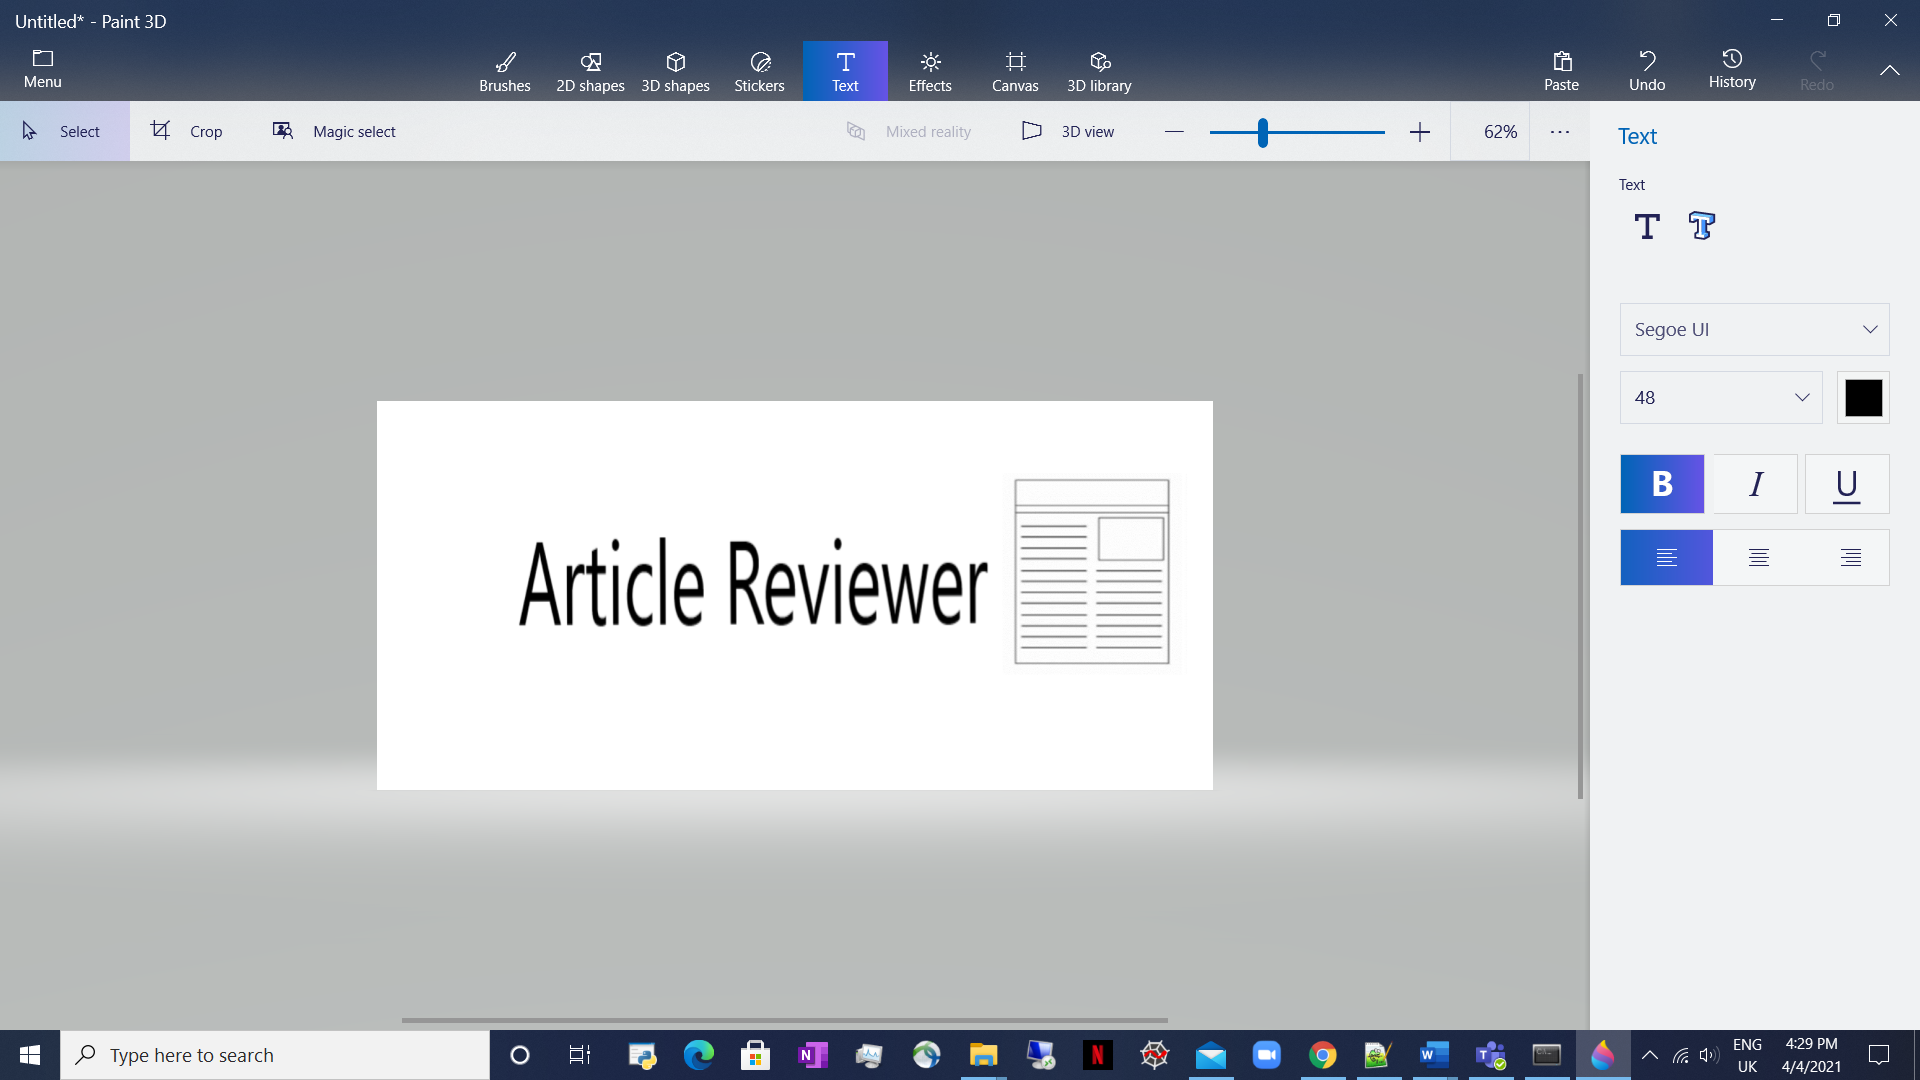 Untitled* - Paint 3D
Menu
Brushes
2D shapes
3D shapes
Stickers
Text
Effects
Canvas
3D library
Paste
Undo
History
Redo
Select
Crop
Magic select
Mixed reality
3D view
62%
Text
Text
Segoe UI
48
B
I
U
Article Reviewer
Type here to search
ENG
UK
4:29 PM
4/4/2021